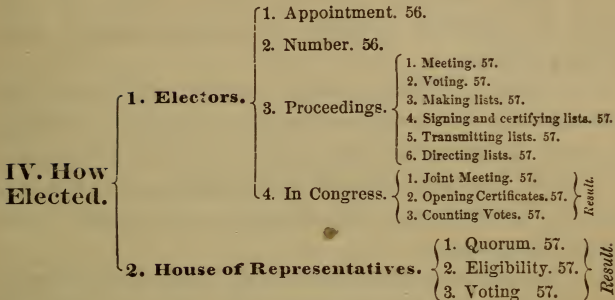 IV. How
Elected.
1. Electors.
1. Appointment. 56.
2. Number. 56.
3. Proceedings.
1. Meeting. 57.
2. Voting. 57.
3. Making lists. 57.
4. Signing and certifying lists. 57.
5. Transmitting lists. 57.
6. Directing lists. 57.
4. In Congress.
1. Joint Meeting. 57.
2. Opening Certificates. 57.
3. Counting Votes. 57.
Result.
2. House of Representatives.
1. Quorum. 57.
2. Eligibility. 57.
3. Voting 57.
Result.